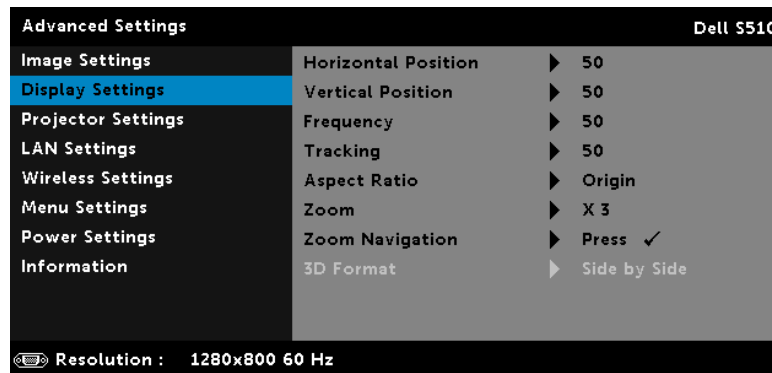 Advanced Settings Dell S510
Image Settings
Display Settings
Projector Settings
LAN Settings
Wireless Settings
Menu Settings
Power Settings
Information
Horizontal Position 50
Vertical Position 50
Frequency 50
Tracking 50
Aspect Ratio Origin
Zoom X 3
Zoom Navigation Press ✓
3D Format Side by Side
Resolution : 1280x800 60 Hz